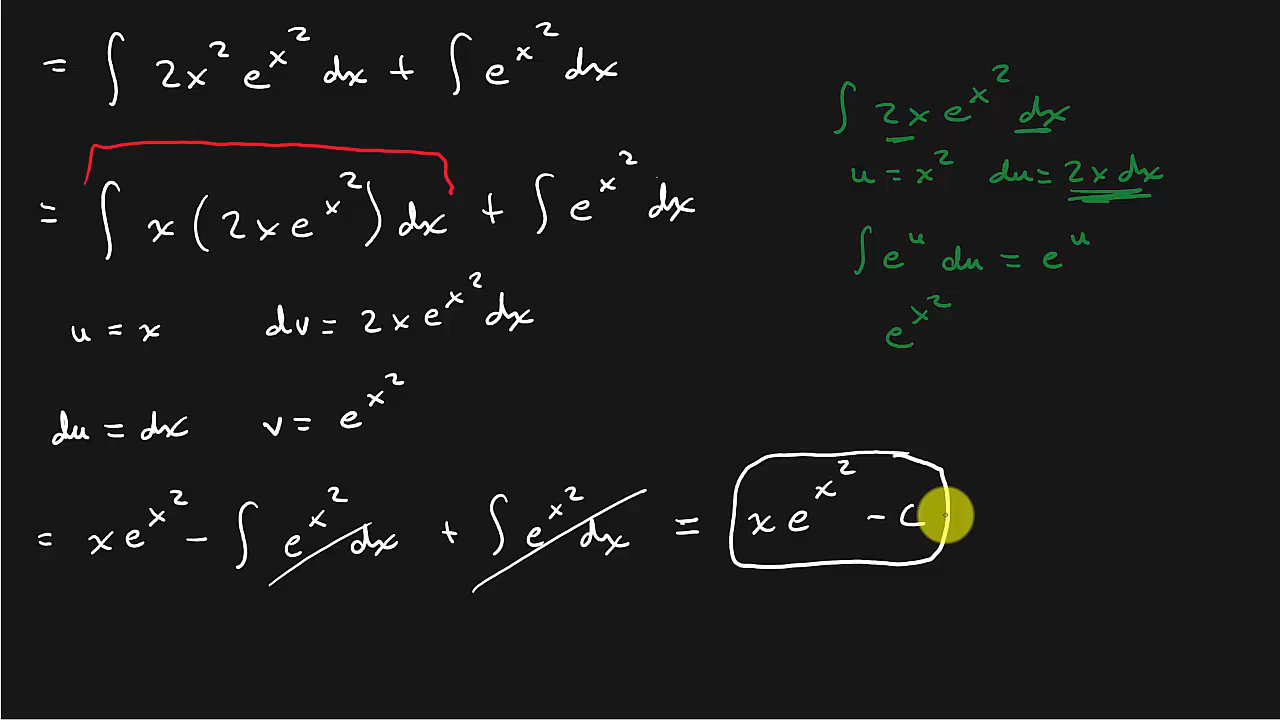 = ∫ 2x² e^{x²} dx + ∫ e^{x²} dx
= ∫ x (2x e^{x²}) dx + ∫ e^{x²} dx
u = x dv = 2x e^{x²} dx
du = dx v = e^{x²}
= x e^{x²} - ∫ e^{x²} dx + ∫ e^{x²} dx = x e^{x²} - C
∫ 2x e^{x²} dx
u = x² du = 2x dx
∫ e^u du = e^u
e^{x²}